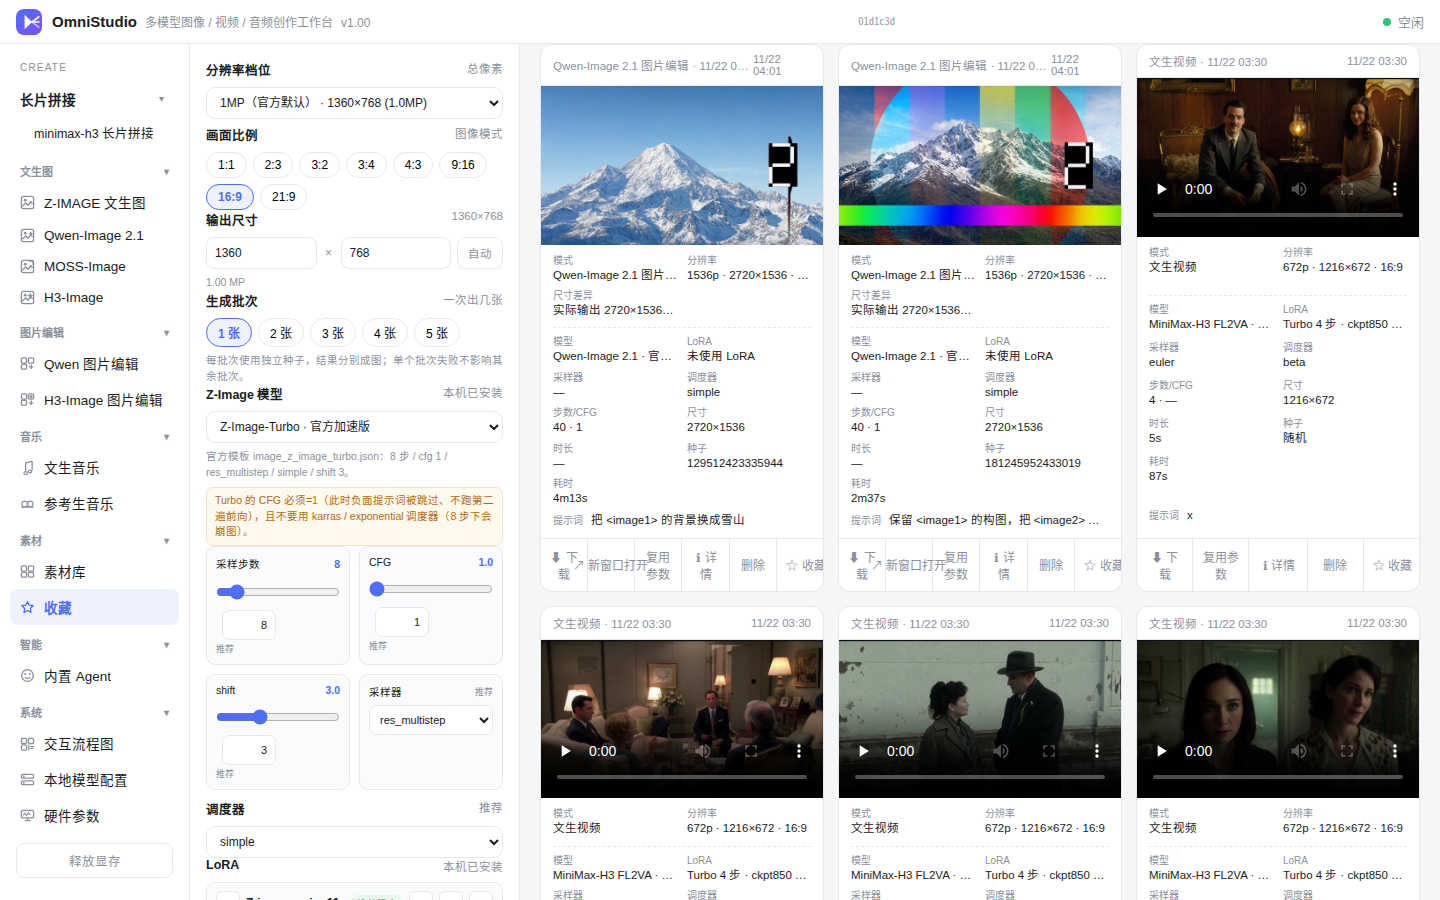 OmniStudio 多模型图像 / 视频 / 音频创作工作台 v1.00
01d1c3d
空闲
CREATE
长片拼接
minimax-h3 长片拼接
文生图
Z-IMAGE 文生图
Qwen-Image 2.1
MOSS-Image
H3-Image
图片编辑
Qwen 图片编辑
H3-Image 图片编辑
音乐
文生音乐
参考生音乐
素材
素材库
收藏
智能
内置 Agent
系统
交互流程图
本地模型配置
硬件参数
释放显存
分辨率档位 总像素
1MP（官方默认） · 1360×768 (1.0MP)
画面比例 图像模式
1:1 2:3 3:2 3:4 4:3 9:16
16:9 21:9
输出尺寸 1360×768
1360 × 768 自动
1.00 MP
生成批次 一次出几张
1 张 2 张 3 张 4 张 5 张
每批次使用独立种子，结果分别成图；单个批次失败不影响其
余批次。
Z-Image 模型 本机已安装
Z-Image-Turbo · 官方加速版
官方模板 image_z_image_turbo.json：8 步 / cfg 1 /
res_multistep / simple / shift 3。
Turbo 的 CFG 必须=1（此时负面提示词被跳过、不跑第二
遍前向），且不要用 karras / exponential 调度器（8 步下会
崩图）。
采样步数 8
8
推荐
CFG 1.0
1
推荐
shift 3.0
3
推荐
采样器 推荐
res_multistep
调度器 推荐
simple
LoRA 本机已安装
Qwen-Image 2.1 图片编辑 · 11/22 0… 11/22
04:01
模式 分辨率
Qwen-Image 2.1 图片… 1536p · 2720×1536 · …
尺寸差异
实际输出 2720×1536…
模型 LoRA
Qwen-Image 2.1 · 官… 未使用 LoRA
采样器 调度器
— simple
步数/CFG 尺寸
40 · 1 2720×1536
时长 种子
— 129512423335944
耗时
4m13s
提示词 把 <image1> 的背景换成雪山
⬇ 下
载
↗ 新窗口打开
复用
参数
ℹ 详
情
删除
☆ 收藏
Qwen-Image 2.1 图片编辑 · 11/22 0… 11/22
04:01
模式 分辨率
Qwen-Image 2.1 图片… 1536p · 2720×1536 · …
尺寸差异
实际输出 2720×1536…
模型 LoRA
Qwen-Image 2.1 · 官… 未使用 LoRA
采样器 调度器
— simple
步数/CFG 尺寸
40 · 1 2720×1536
时长 种子
— 181245952433019
耗时
2m37s
提示词 保留 <image1> 的构图，把 <image2> …
⬇ 下
载
↗ 新窗口打开
复用
参数
ℹ 详
情
删除
☆ 收藏
文生视频 · 11/22 03:30 11/22 03:30
0:00
模式 分辨率
文生视频 672p · 1216×672 · 16:9
模型 LoRA
MiniMax-H3 FL2VA · … Turbo 4 步 · ckpt850 …
采样器 调度器
euler beta
步数/CFG 尺寸
4 · — 1216×672
时长 种子
5s 随机
耗时
87s
提示词 x
⬇ 下
载
复用参
数
ℹ 详情
删除
☆ 收藏
文生视频 · 11/22 03:30 11/22 03:30
0:00
模式 分辨率
文生视频 672p · 1216×672 · 16:9
模型 LoRA
MiniMax-H3 FL2VA · … Turbo 4 步 · ckpt850 …
采样器 调度器
文生视频 · 11/22 03:30 11/22 03:30
0:00
模式 分辨率
文生视频 672p · 1216×672 · 16:9
模型 LoRA
MiniMax-H3 FL2VA · … Turbo 4 步 · ckpt850 …
采样器 调度器
文生视频 · 11/22 03:30 11/22 03:30
0:00
模式 分辨率
文生视频 672p · 1216×672 · 16:9
模型 LoRA
MiniMax-H3 FL2VA · … Turbo 4 步 · ckpt850 …
采样器 调度器